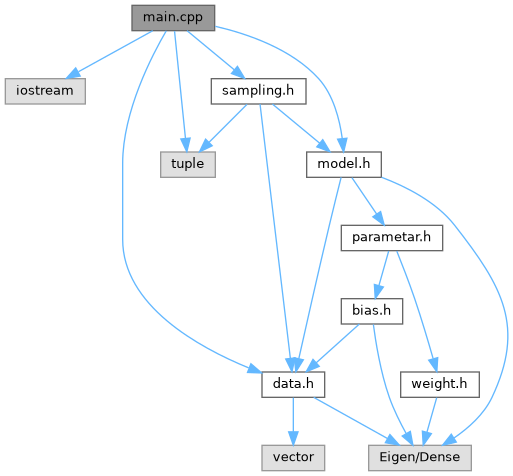 main.cpp
iostream
sampling.h
tuple
model.h
parametar.h
bias.h
data.h
weight.h
vector
Eigen/Dense